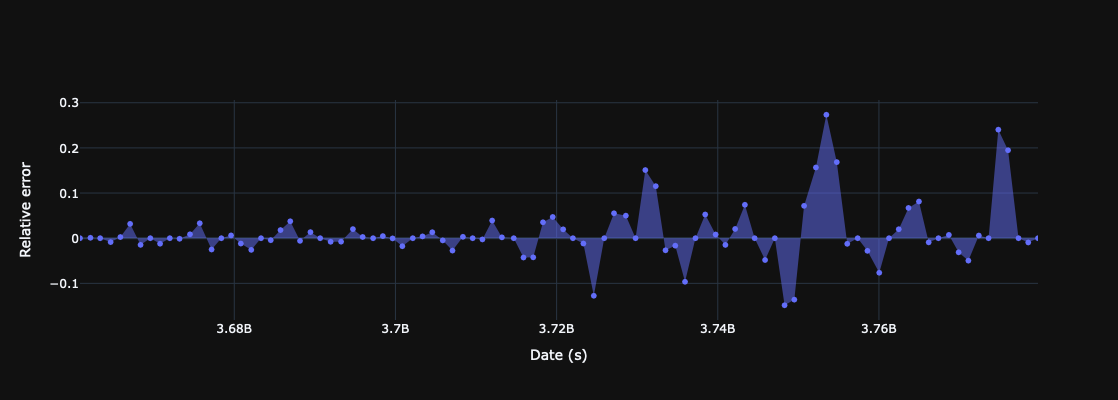 0.3
0.2
0.1
0
−0.1
Relative error
3.68B
3.7B
3.72B
3.74B
3.76B
Date (s)